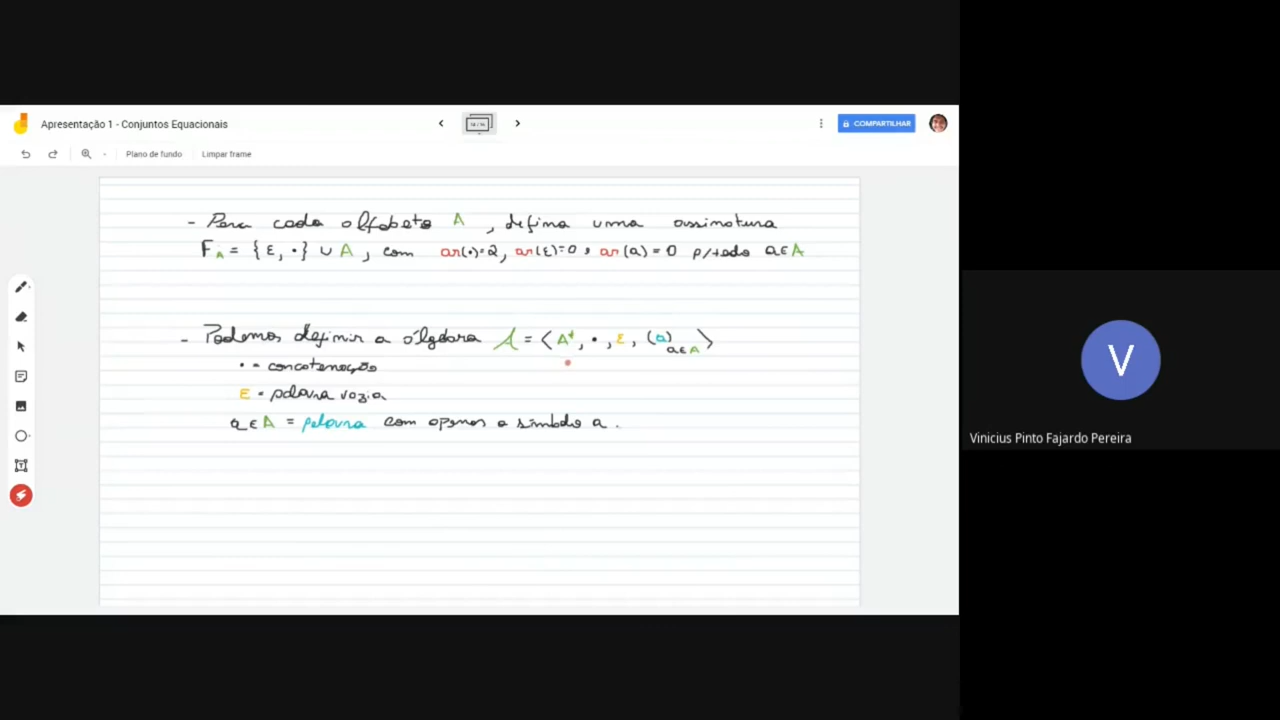 Apresentação 1 - Conjuntos Equacionais
COMPARTILHAR
Plano de fundo Limpar frame
- Para cada alfabeto A, defina uma assinatura
F_A = {ε, •} ∪ A, com ar(•)=2, ar(ε)=0, ar(a)=0 p/todo a∈A
- Podemos definir a álgebra 𝒜 = ⟨A*, •, ε, (a)_{a∈A}⟩
• = concatenação
ε = palavra vazia
a∈A = palavra com apenas o símbolo a.
V
Vinicius Pinto Fajardo Pereira